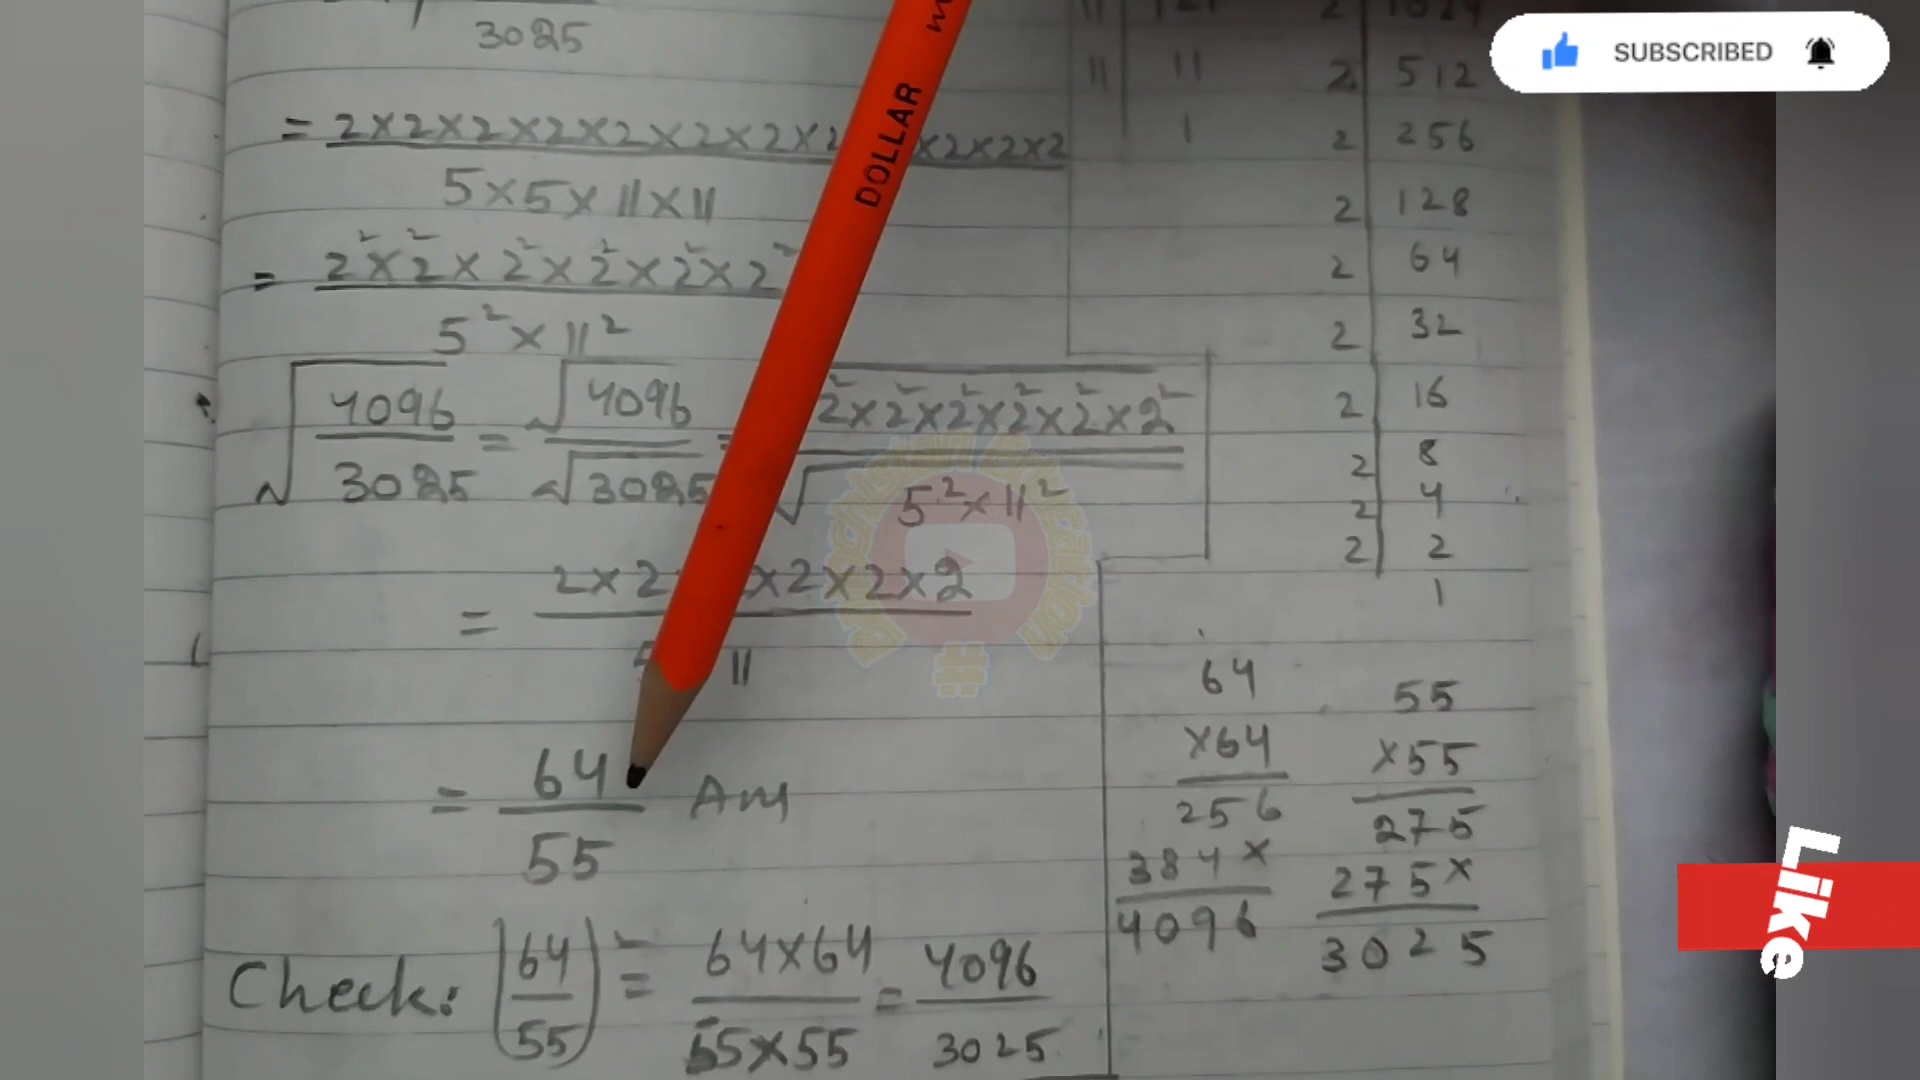 3025
= 2×2×2×2×2×2×2×2 ×2×2×2
5×5×11×11
= 2²×2²×2²×2²×2²×2²
5²×11²
√4096/3025 = √4096/√3025 = 2²×2²×2²×2²×2²×2²/√5²×11²
= 2×2 ×2×2×2
11
= 64/55 Ans
Check: (64/55)² = 64×64/55×55 = 4096/3025
11 | 121
11 | 11
1
2 | 1024
2 | 512
2 | 256
2 | 128
2 | 64
2 | 32
2 | 16
2 | 8
2 | 4
2 | 2
1
64
×64
256
384×
4096
55
×55
275
275×
3025
DOLLAR
SUBSCRIBED
Like